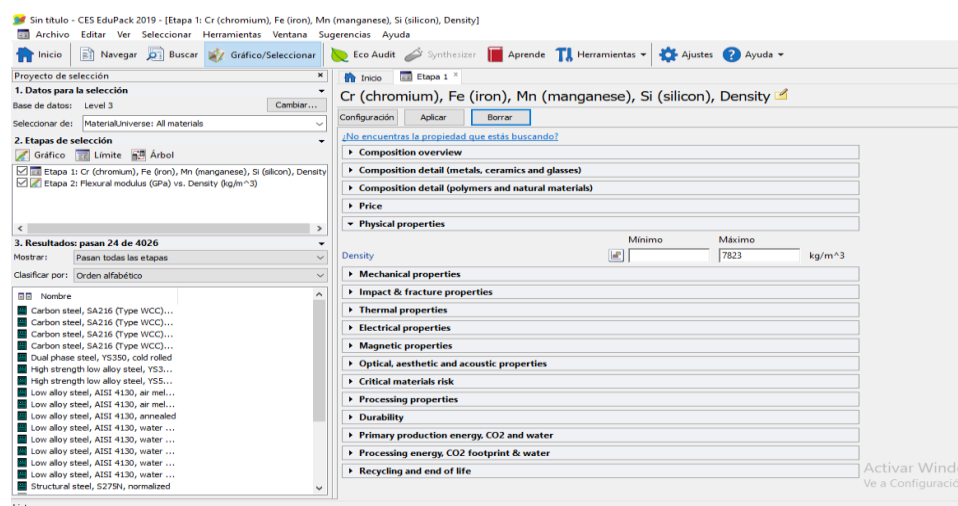 Sin título - CES EduPack 2019 - [Etapa 1: Cr (chromium), Fe (iron), Mn (manganese), Si (silicon), Density]
Archivo Editar Ver Seleccionar Herramientas Ventana Sugerencias Ayuda
Inicio Navegar Buscar Gráfico/Seleccionar Eco Audit Synthesizer Aprende Herramientas Ajustes Ayuda
Proyecto de selección
1. Datos para la selección
Base de datos: Level 3 Cambiar...
Seleccionar de: MaterialUniverse: All materials
2. Etapas de selección
Gráfico Límite Árbol
Etapa 1: Cr (chromium), Fe (iron), Mn (manganese), Si (silicon), Density
Etapa 2: Flexural modulus (GPa) vs. Density (kg/m^3)
3. Resultados: pasan 24 de 4026
Mostrar: Pasan todas las etapas
Clasificar por: Orden alfabético
Nombre
Carbon steel, SA216 (Type WCC)...
Carbon steel, SA216 (Type WCC)...
Carbon steel, SA216 (Type WCC)...
Carbon steel, SA216 (Type WCC)...
Dual phase steel, YS350, cold rolled
High strength low alloy steel, YS3...
High strength low alloy steel, YS5...
Low alloy steel, AISI 4130, air mel...
Low alloy steel, AISI 4130, air mel...
Low alloy steel, AISI 4130, annealed
Low alloy steel, AISI 4130, water ...
Low alloy steel, AISI 4130, water ...
Low alloy steel, AISI 4130, water ...
Low alloy steel, AISI 4130, water ...
Low alloy steel, AISI 4130, water ...
Structural steel, S275N, normalized
Inicio Etapa 1
Cr (chromium), Fe (iron), Mn (manganese), Si (silicon), Density
Configuración Aplicar Borrar
¿No encuentras la propiedad que estás buscando?
Composition overview
Composition detail (metals, ceramics and glasses)
Composition detail (polymers and natural materials)
Price
Physical properties
Mínimo Máximo
Density 7823 kg/m^3
Mechanical properties
Impact & fracture properties
Thermal properties
Electrical properties
Magnetic properties
Optical, aesthetic and acoustic properties
Critical materials risk
Processing properties
Durability
Primary production energy, CO2 and water
Processing energy, CO2 footprint & water
Recycling and end of life
Activar Wind
Ve a Configuració